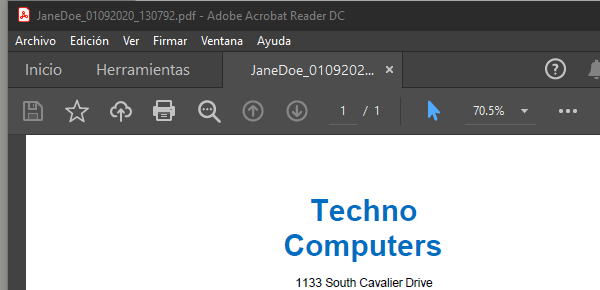 JaneDoe_01092020_130792.pdf - Adobe Acrobat Reader DC
Archivo Edición Ver Firmar Ventana Ayuda
Inicio Herramientas JaneDoe_0109202... ×
1 / 1 70.5%
Techno
Computers
1133 South Cavalier Drive